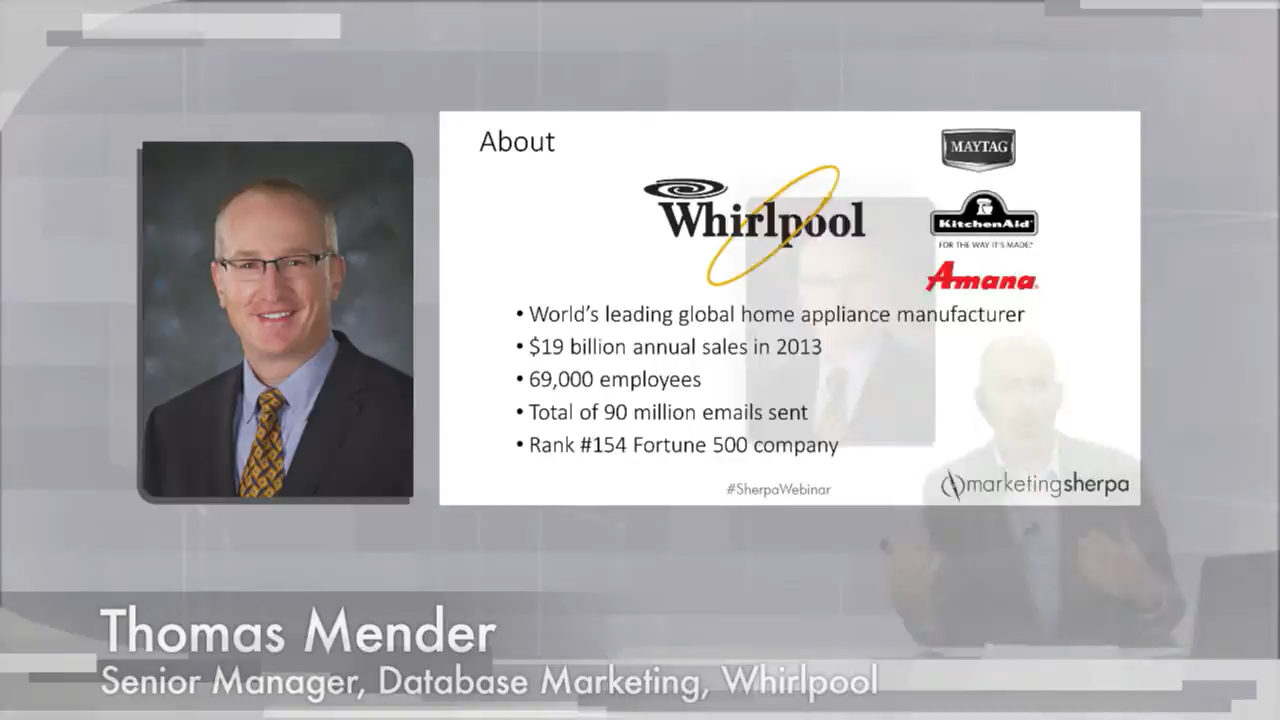 About
MAYTAG
Whirlpool
KitchenAid®
FOR THE WAY IT'S MADE.®
Amana®
• World's leading global home appliance manufacturer
• $19 billion annual sales in 2013
• 69,000 employees
• Total of 90 million emails sent
• Rank #154 Fortune 500 company
#SherpaWebinar
marketingsherpa
Thomas Mender
Senior Manager, Database Marketing, Whirlpool